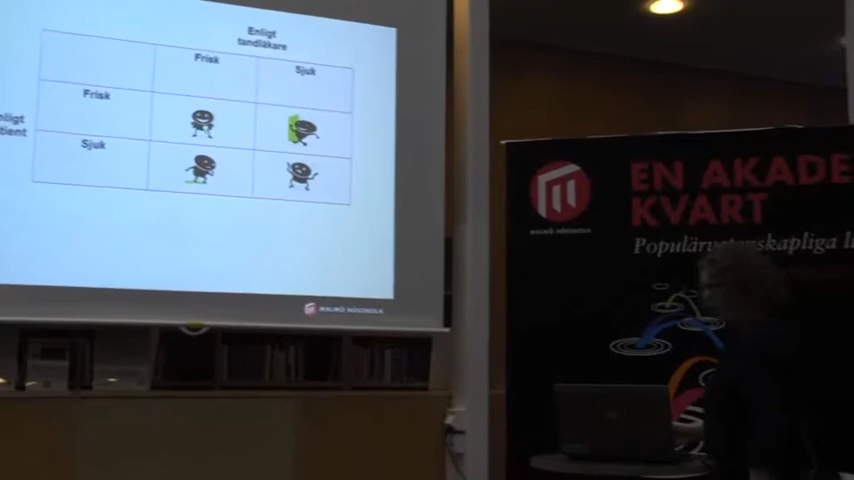 Enligt
tandläkare
Frisk
Sjuk
Frisk
Sjuk
MALMÖ HÖGSKOLA
EN AKADE
KVART
MALMÖ HÖGSKOLA